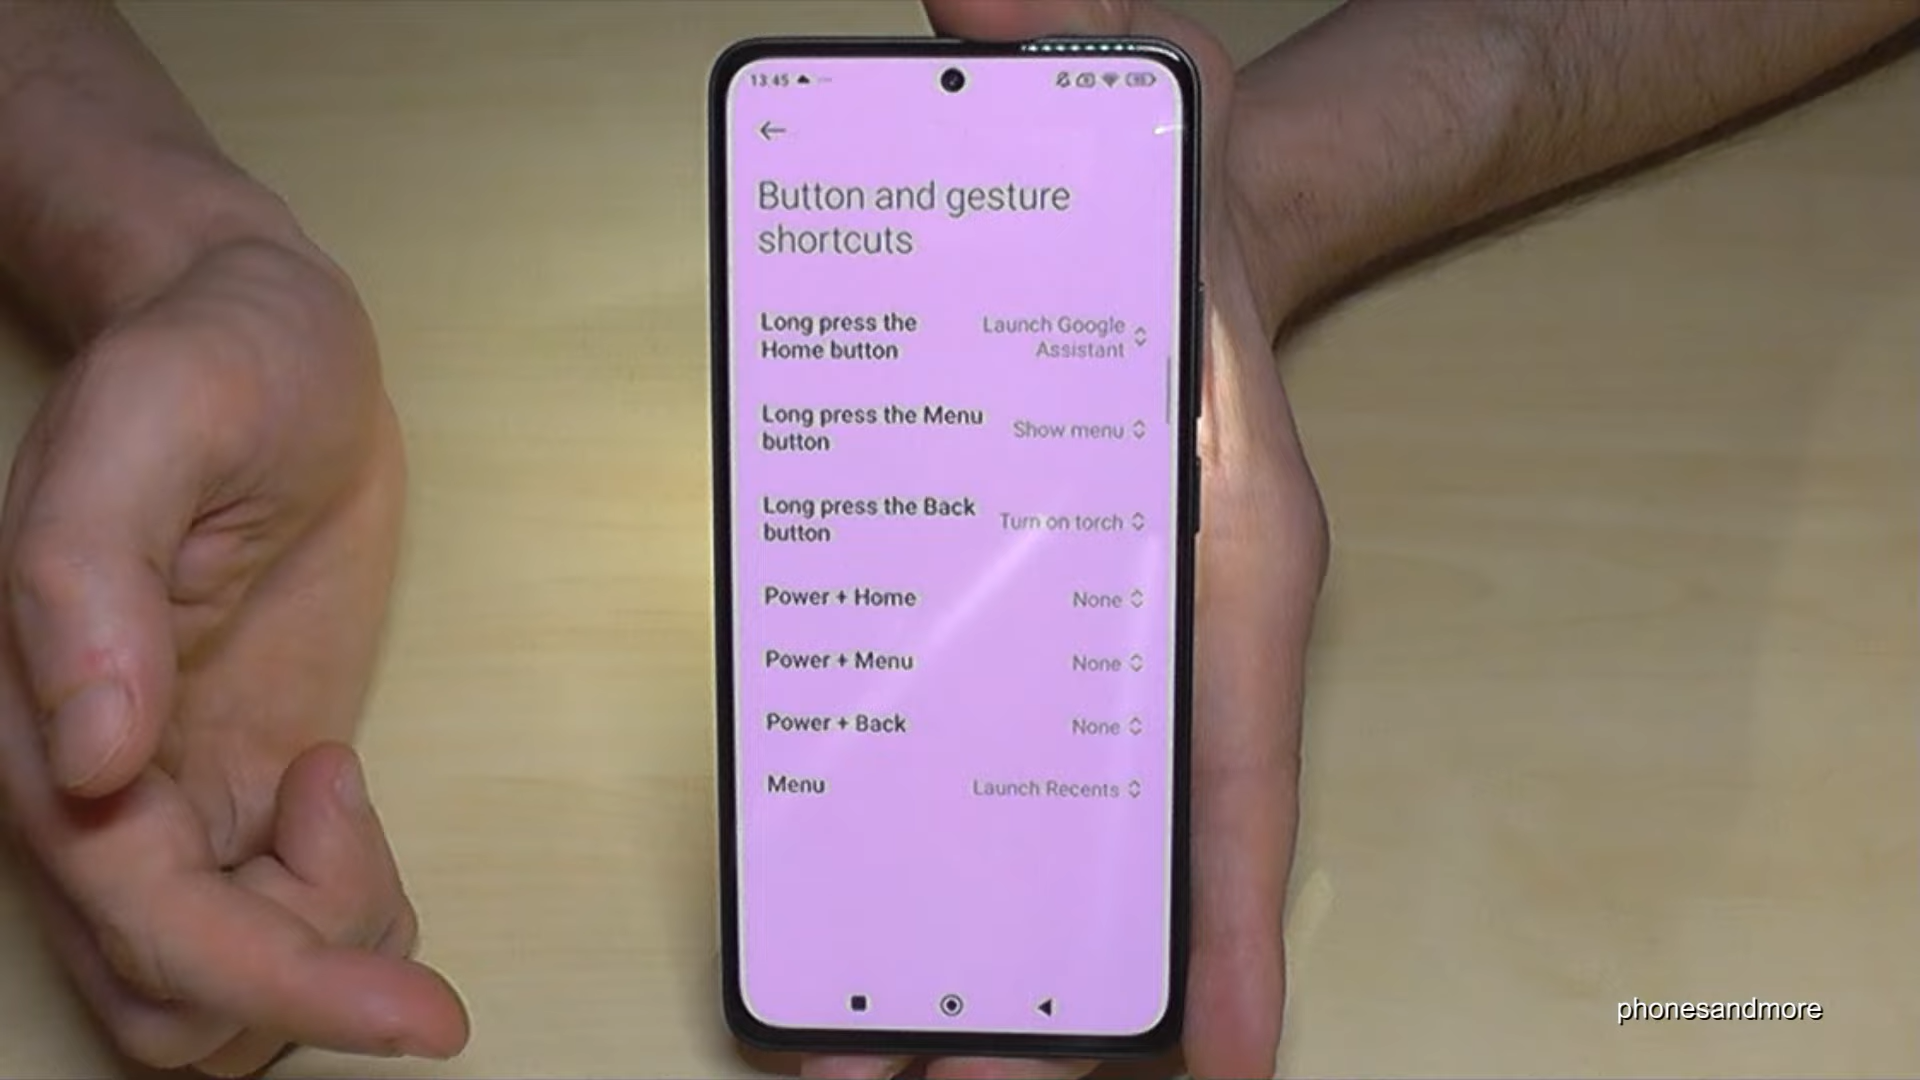 13:45
Button and gesture
shortcuts
Long press the
Home button
Launch Google
Assistant
Long press the Menu
button
Show menu
Long press the Back
button
Turn on torch
Power + Home
None
Power + Menu
None
Power + Back
None
Menu
Launch Recents
phonesandmore